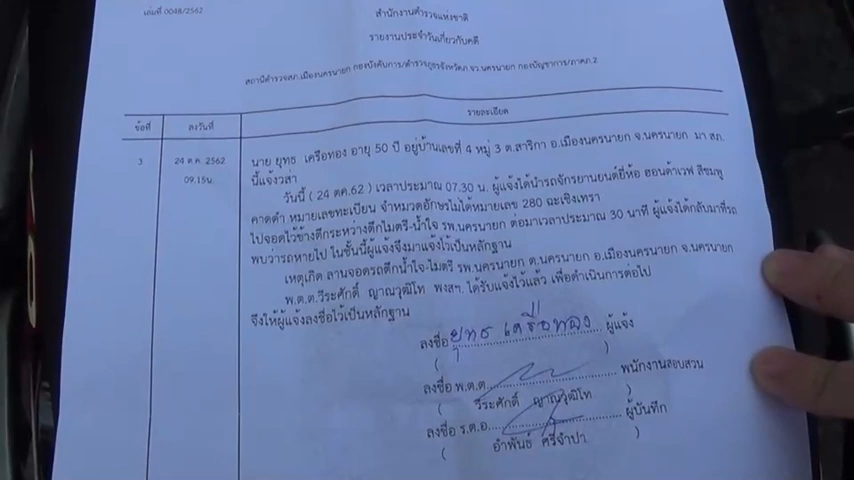 เล่มที่ 0048/2562
สำนักงานตำรวจแห่งชาติ
รายงานประจำวันเกี่ยวกับคดี
สถานีตำรวจสภ.เมืองนครนายก กองบังคับการ/ตำรวจภูธรจังหวัดภ.จว.นครนายก กองบัญชาการ/ภาคภ.2
ข้อที่ ลงวันที่ รายละเอียด
3 24 ต.ค. 2562 นาย ยุทธ เครือทอง อายุ 50 ปี อยู่บ้านเลขที่ 4 หมู่ 3 ต.สาริกา อ.เมืองนครนายก จ.นครนายก มา สภ.
09.15น. นี้แจ้งว่า
วันนี้ ( 24 ตค.62 ) เวลาประมาณ 07.30 น. ผู้แจ้งได้นำรถจักรยานยนต์ยี่ห้อ ฮอนด้าเวฟ สีชมพู
คาดดำ หมายเลขทะเบียน จำหมวดอักษรไม่ได้หมายเลข 280 ฉะเชิงเทรา
ไปจอดไว้ข้างตึกระหว่างตึกไมตรี-น้ำใจ รพ.นครนายก ต่อมาเวลาประมาณ 30 นาที ผู้แจ้งได้กลับมาที่รถ
พบว่ารถหายไป ในชั้นนี้ผู้แจ้งจึงมาแจ้งไว้เป็นหลักฐาน
เหตุเกิด ลานจอดรถตึกน้ำใจ-ไมตรี รพ.นครนายก ต.นครนายก อ.เมืองนครนายก จ.นครนายก
พ.ต.ต.วีระศักดิ์ ญาณวุฒิโท พงสฯ ได้รับแจ้งไว้แล้ว เพื่อดำเนินการต่อไป
จึงให้ผู้แจ้งลงชื่อไว้เป็นหลักฐาน
ลงชื่อ ยุทธ เครือทอง ผู้แจ้ง
( )
ลงชื่อ พ.ต.ต. พนักงานสอบสวน
( วีระศักดิ์ ญาณวุฒิโท )
ลงชื่อ ร.ต.อ. ผู้บันทึก
( อำพันธ์ ศรีจำปา )